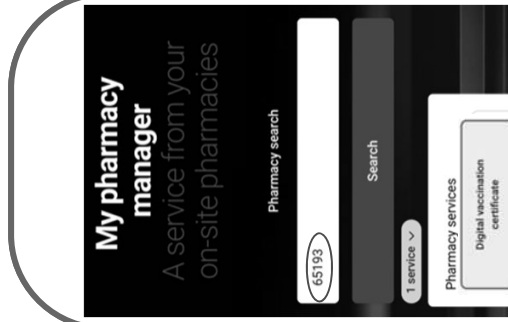 My pharmacy
manager
A service from your
on-site pharmacies
Pharmacy search
65193
Search
1 service
Pharmacy services
Digital vaccination
certificate